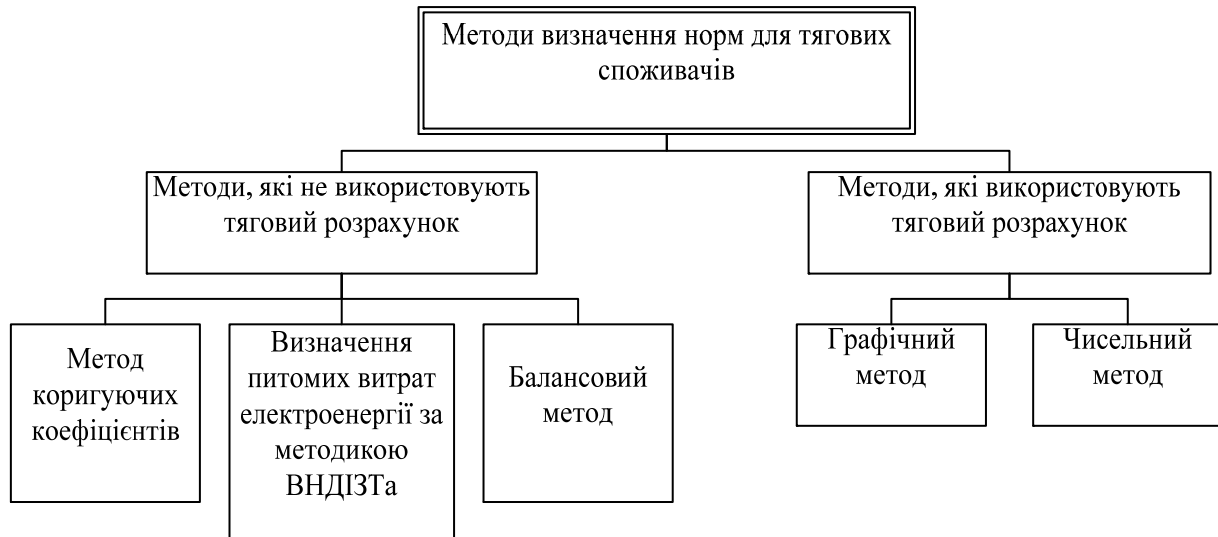 Методи визначення норм для тягових
споживачів
Методи, які не використовують
тяговий розрахунок
Методи, які використовують
тяговий розрахунок
Метод
коригуючих
коефіцієнтів
Визначення
питомих витрат
електроенергії за
методикою
ВНДІЗТа
Балансовий
метод
Графічний
метод
Чисельний
метод